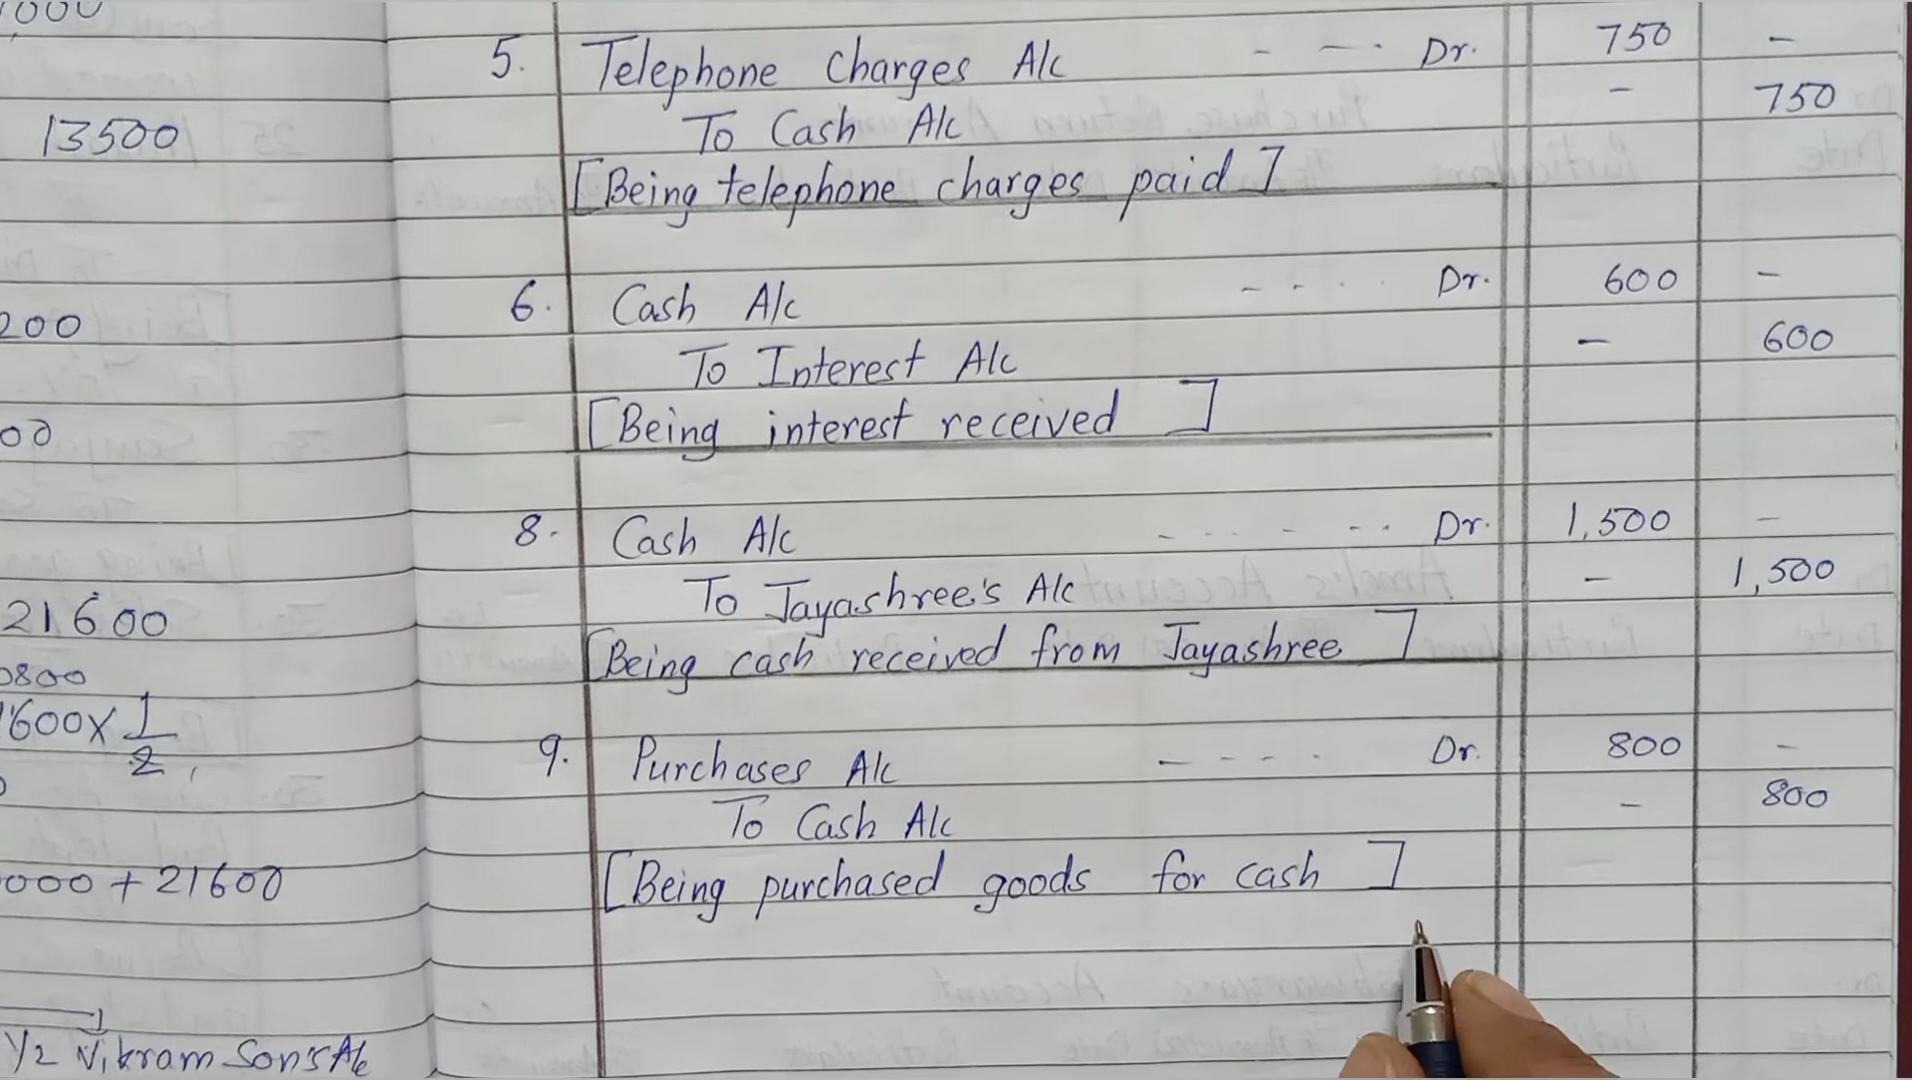 13500
200
00
21600
0800
600 x 1/2
000 + 21600
1/2 Vikram Son's A/c
5. Telephone Charges A/c - - - . Dr. 750 -
To Cash A/c - 750
[Being telephone charges paid]
6. Cash A/c - - . . Dr. 600 -
To Interest A/c - 600
[Being interest received ]
8. Cash A/c - - - - - - . . Dr. 1,500 -
To Jayashree's A/c - 1,500
[Being cash received from Jayashree ]
9. Purchases A/c - - - - . Dr. 800 -
To Cash A/c - 800
[Being purchased goods for cash ]